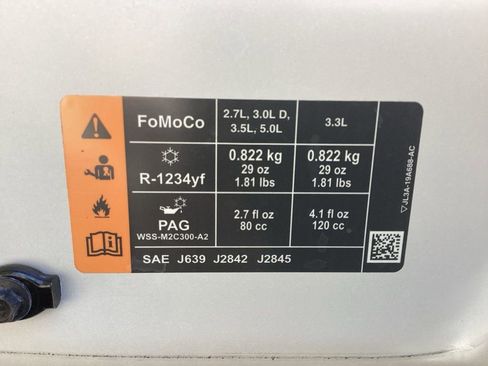 FoMoCo
2.7L, 3.0L D,
3.5L, 5.0L
3.3L
R-1234yf
0.822 kg
29 oz
1.81 lbs
0.822 kg
29 oz
1.81 lbs
PAG
WSS-M2C300-A2
2.7 fl oz
80 cc
4.1 fl oz
120 cc
SAE J639 J2842 J2845
JL3A-19A688-AC